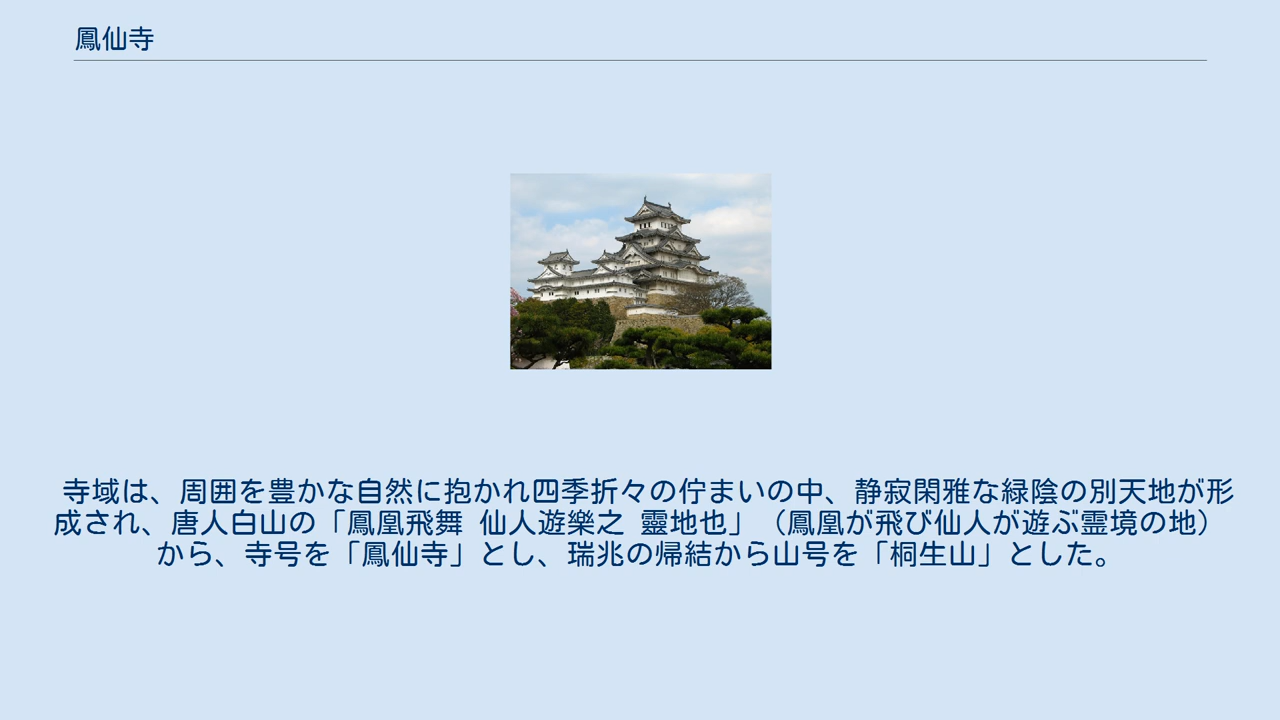 鳳仙寺
寺域は、周囲を豊かな自然に抱かれ四季折々の佇まいの中、静寂閑雅な緑陰の別天地が形
成され、唐人白山の「鳳凰飛舞 仙人遊樂之 靈地也」（鳳凰が飛び仙人が遊ぶ霊境の地）
から、寺号を「鳳仙寺」とし、瑞兆の帰結から山号を「桐生山」とした。